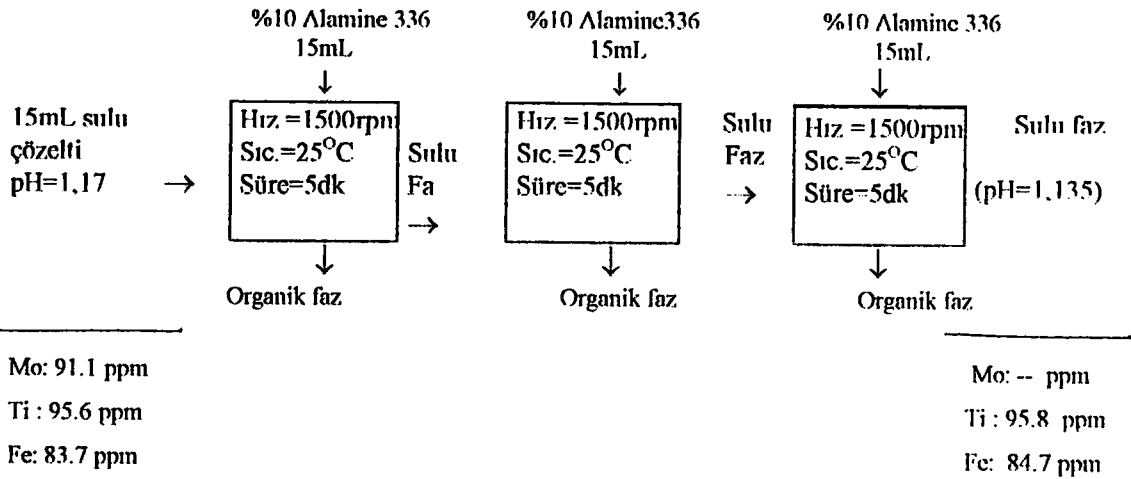 %10 Alamine 336
15mL
%10 Alamine336
15mL
%10 Alamine 336
15mL
15mL sulu
çözelti
pH=1,17 →
Hız =1500rpm
Sıc.=25°C
Süre=5dk
Sulu
Fa
→
Hız =1500rpm
Sıc.=25°C
Süre=5dk
Sulu
Faz
→
Hız =1500rpm
Sıc.=25°C
Süre=5dk
Sulu faz
(pH=1,135)
Organik faz
Organik faz
Organik faz
Mo: 91.1 ppm
Ti : 95.6 ppm
Fe: 83.7 ppm
Mo: -- ppm
Ti : 95.8 ppm
Fe: 84.7 ppm